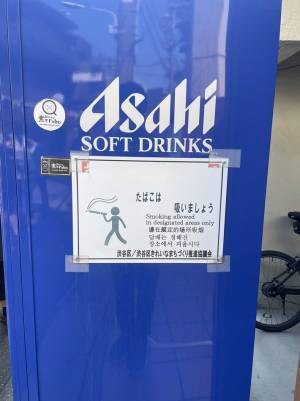 Asahi
SOFT DRINKS
たばこは
吸いましょう
Smoking allowed
in designated areas only
请在规定的场所吸烟
담배는 정해진
장소에서 피웁시다
渋谷区/渋谷区きれいなまちづくり推進協議会